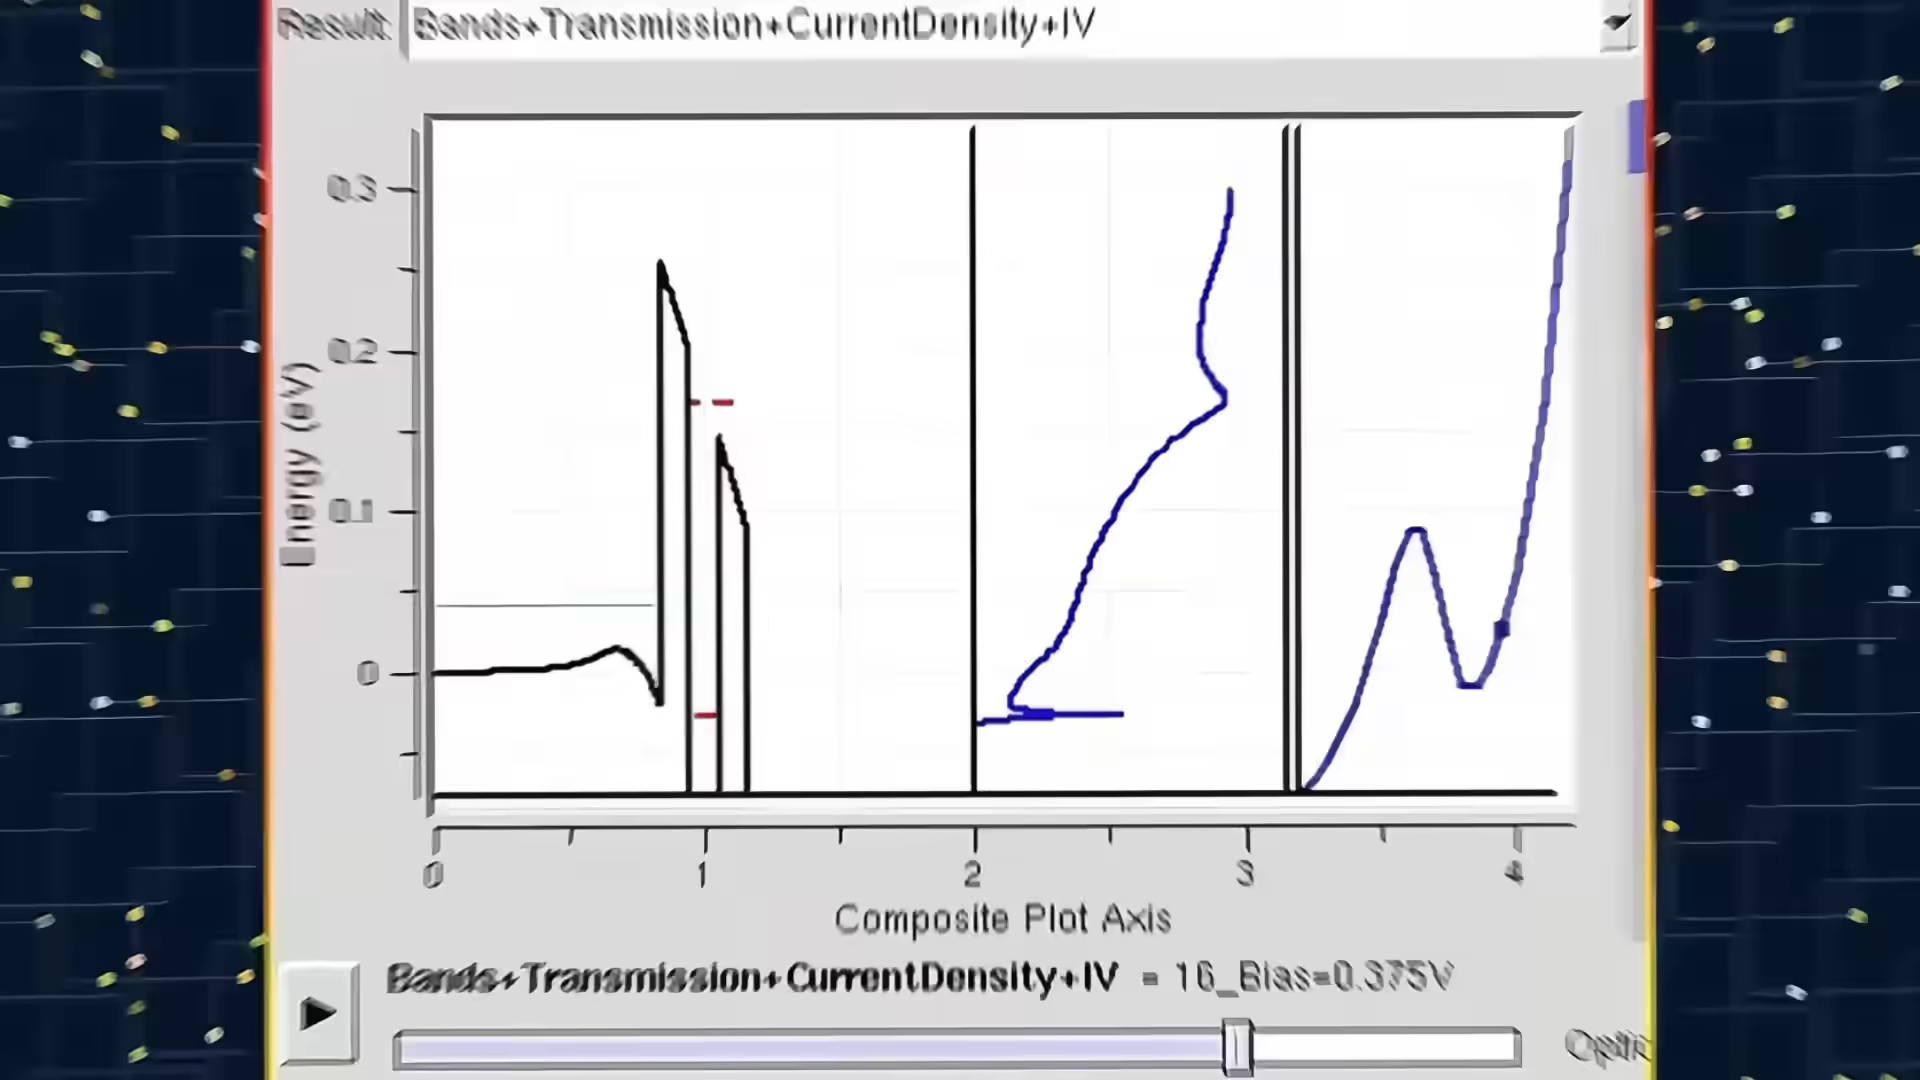 Result: Bands+Transmission+CurrentDensity+IV
0.3
0.2
0.1
0
Energy (eV)
0 1 2 3 4
Composite Plot Axis
Bands+Transmission+CurrentDensity+IV = 16_Bias=0.375V